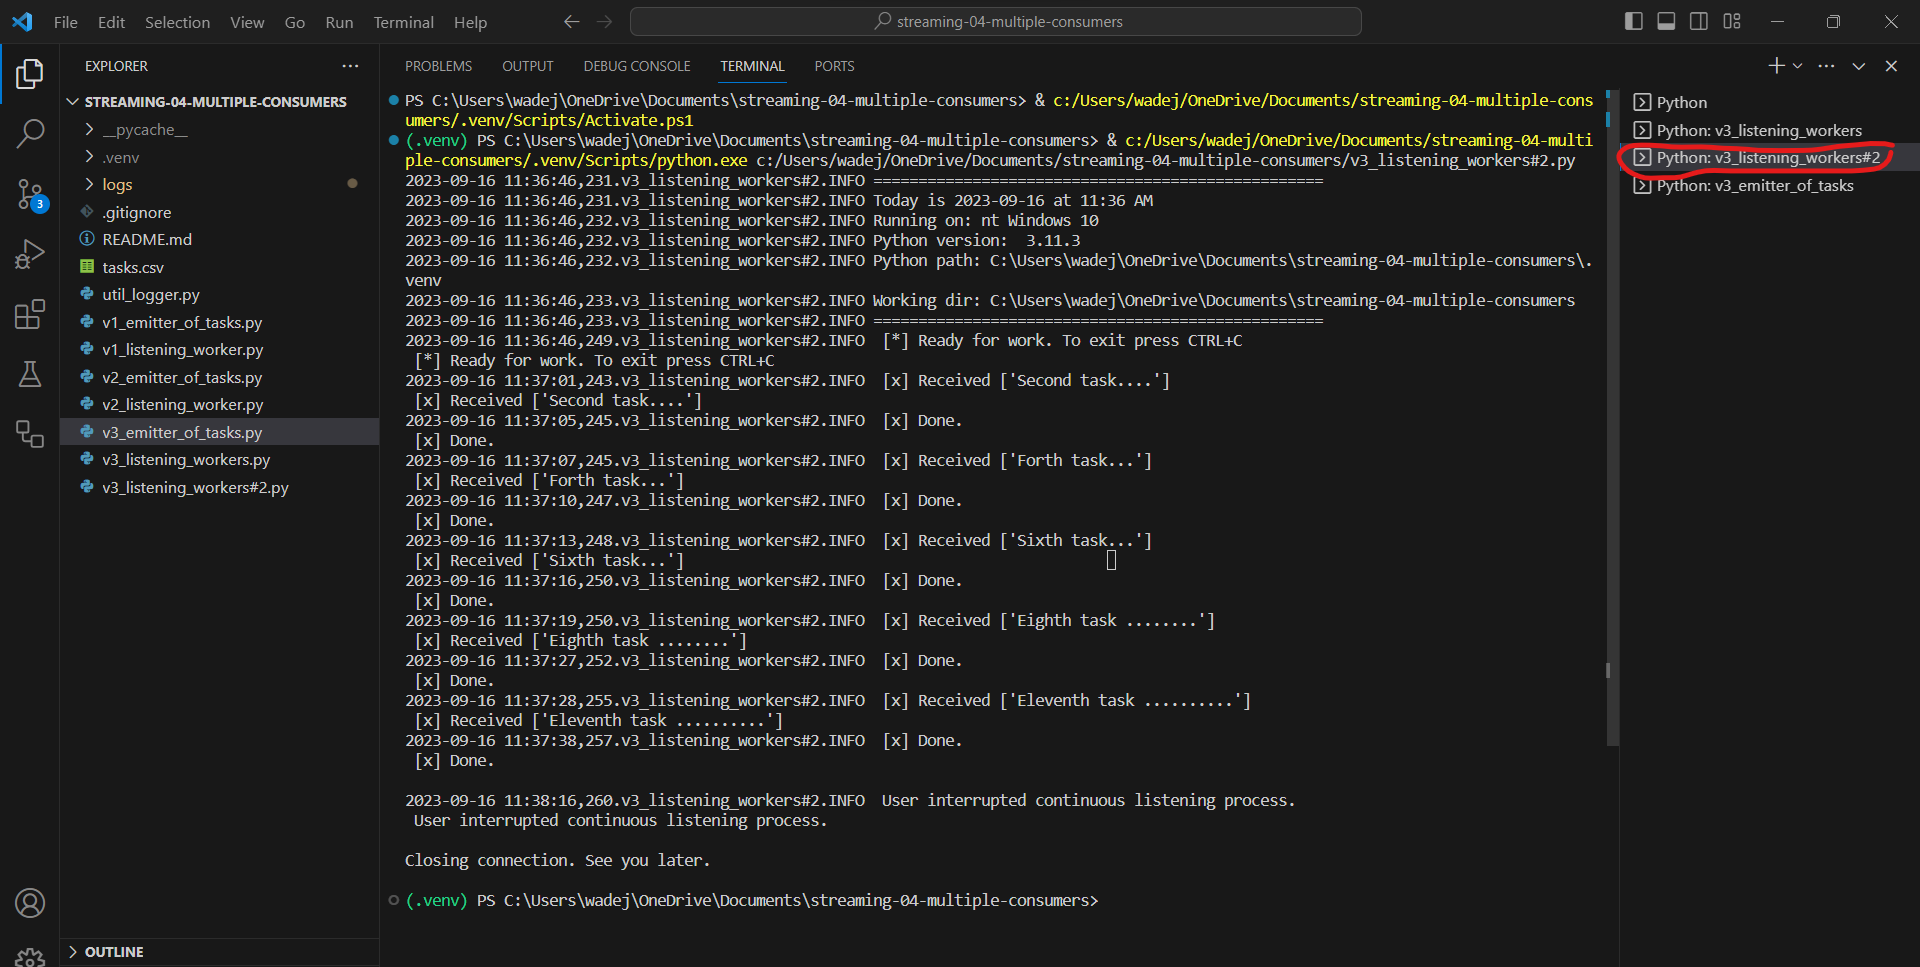 File Edit Selection View Go Run Terminal Help
streaming-04-multiple-consumers
EXPLORER
STREAMING-04-MULTIPLE-CONSUMERS
__pycache__
.venv
logs
.gitignore
README.md
tasks.csv
util_logger.py
v1_emitter_of_tasks.py
v1_listening_worker.py
v2_emitter_of_tasks.py
v2_listening_worker.py
v3_emitter_of_tasks.py
v3_listening_workers.py
v3_listening_workers#2.py
3
OUTLINE
PROBLEMS OUTPUT DEBUG CONSOLE TERMINAL PORTS
PS C:\Users\wadej\OneDrive\Documents\streaming-04-multiple-consumers> & c:/Users/wadej/OneDrive/Documents/streaming-04-multiple-cons
umers/.venv/Scripts/Activate.ps1
(.venv) PS C:\Users\wadej\OneDrive\Documents\streaming-04-multiple-consumers> & c:/Users/wadej/OneDrive/Documents/streaming-04-multi
ple-consumers/.venv/Scripts/python.exe c:/Users/wadej/OneDrive/Documents/streaming-04-multiple-consumers/v3_listening_workers#2.py
2023-09-16 11:36:46,231.v3_listening_workers#2.INFO ==================================================
2023-09-16 11:36:46,231.v3_listening_workers#2.INFO Today is 2023-09-16 at 11:36 AM
2023-09-16 11:36:46,232.v3_listening_workers#2.INFO Running on: nt Windows 10
2023-09-16 11:36:46,232.v3_listening_workers#2.INFO Python version:  3.11.3
2023-09-16 11:36:46,232.v3_listening_workers#2.INFO Python path: C:\Users\wadej\OneDrive\Documents\streaming-04-multiple-consumers\.
venv
2023-09-16 11:36:46,233.v3_listening_workers#2.INFO Working dir: C:\Users\wadej\OneDrive\Documents\streaming-04-multiple-consumers
2023-09-16 11:36:46,233.v3_listening_workers#2.INFO ==================================================
2023-09-16 11:36:46,249.v3_listening_workers#2.INFO  [*] Ready for work. To exit press CTRL+C
[*] Ready for work. To exit press CTRL+C
2023-09-16 11:37:01,243.v3_listening_workers#2.INFO  [x] Received ['Second task....']
[x] Received ['Second task....']
2023-09-16 11:37:05,245.v3_listening_workers#2.INFO  [x] Done.
[x] Done.
2023-09-16 11:37:07,245.v3_listening_workers#2.INFO  [x] Received ['Forth task...']
[x] Received ['Forth task...']
2023-09-16 11:37:10,247.v3_listening_workers#2.INFO  [x] Done.
[x] Done.
2023-09-16 11:37:13,248.v3_listening_workers#2.INFO  [x] Received ['Sixth task...']
[x] Received ['Sixth task...']
2023-09-16 11:37:16,250.v3_listening_workers#2.INFO  [x] Done.
[x] Done.
2023-09-16 11:37:19,250.v3_listening_workers#2.INFO  [x] Received ['Eighth task ........']
[x] Received ['Eighth task ........']
2023-09-16 11:37:27,252.v3_listening_workers#2.INFO  [x] Done.
[x] Done.
2023-09-16 11:37:28,255.v3_listening_workers#2.INFO  [x] Received ['Eleventh task ..........']
[x] Received ['Eleventh task ..........']
2023-09-16 11:37:38,257.v3_listening_workers#2.INFO  [x] Done.
[x] Done.
2023-09-16 11:38:16,260.v3_listening_workers#2.INFO  User interrupted continuous listening process.
User interrupted continuous listening process.
Closing connection. See you later.
(.venv) PS C:\Users\wadej\OneDrive\Documents\streaming-04-multiple-consumers>
Python
Python: v3_listening_workers
Python: v3_listening_workers#2
Python: v3_emitter_of_tasks